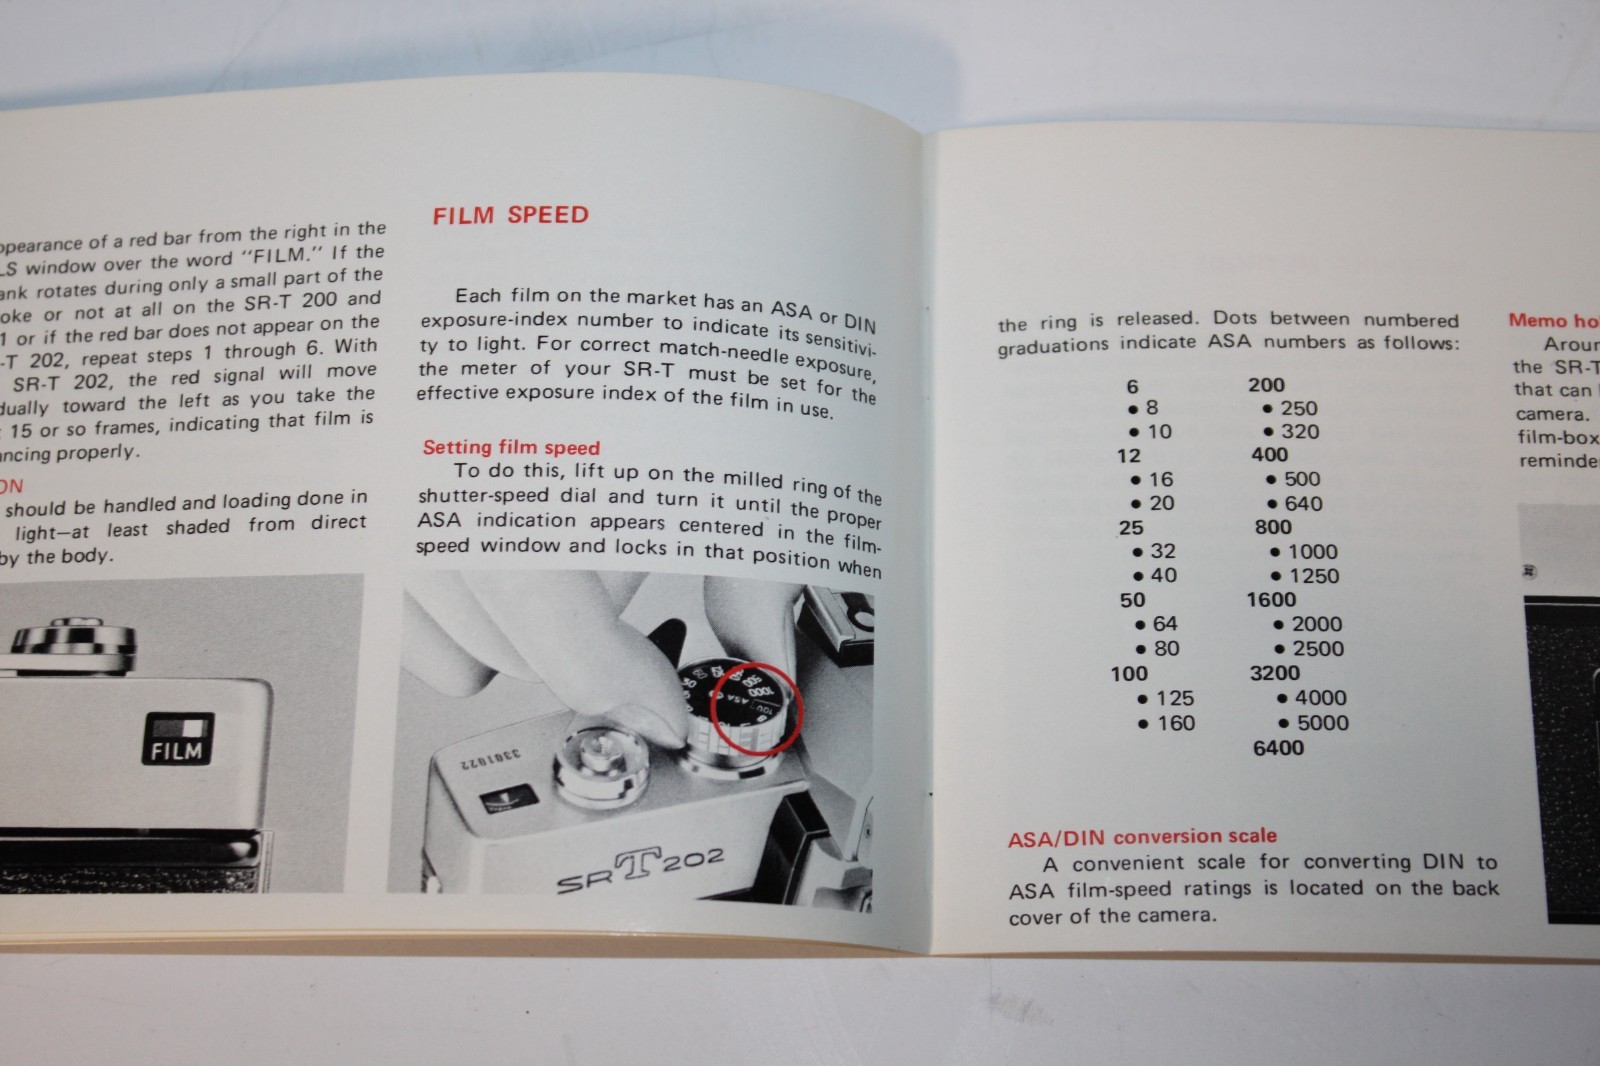 appearance of a red bar from the right in the
LS window over the word "FILM." If the
ank rotates during only a small part of the
oke or not at all on the SR-T 200 and
1 or if the red bar does not appear on the
-T 202, repeat steps 1 through 6. With
SR-T 202, the red signal will move
dually toward the left as you take the
15 or so frames, indicating that film is
ancing properly.
ON
should be handled and loading done in
light—at least shaded from direct
by the body.
FILM
FILM SPEED
Each film on the market has an ASA or DIN
exposure-index number to indicate its sensitivi-
ty to light. For correct match-needle exposure,
the meter of your SR-T must be set for the
effective exposure index of the film in use.
Setting film speed
To do this, lift up on the milled ring of the
shutter-speed dial and turn it until the proper
ASA indication appears centered in the film-
speed window and locks in that position when
500
1000
ASA
100
B
SRT202
the ring is released. Dots between numbered
graduations indicate ASA numbers as follows:
6
• 8
• 10
12
• 16
• 20
25
• 32
• 40
50
• 64
• 80
100
• 125
• 160
200
• 250
• 320
400
• 500
• 640
800
• 1000
• 1250
1600
• 2000
• 2500
3200
• 4000
• 5000
6400
ASA/DIN conversion scale
A convenient scale for converting DIN to
ASA film-speed ratings is located on the back
cover of the camera.
Memo hol
Aroun
the SR-T
that can
camera.
film-box
reminde